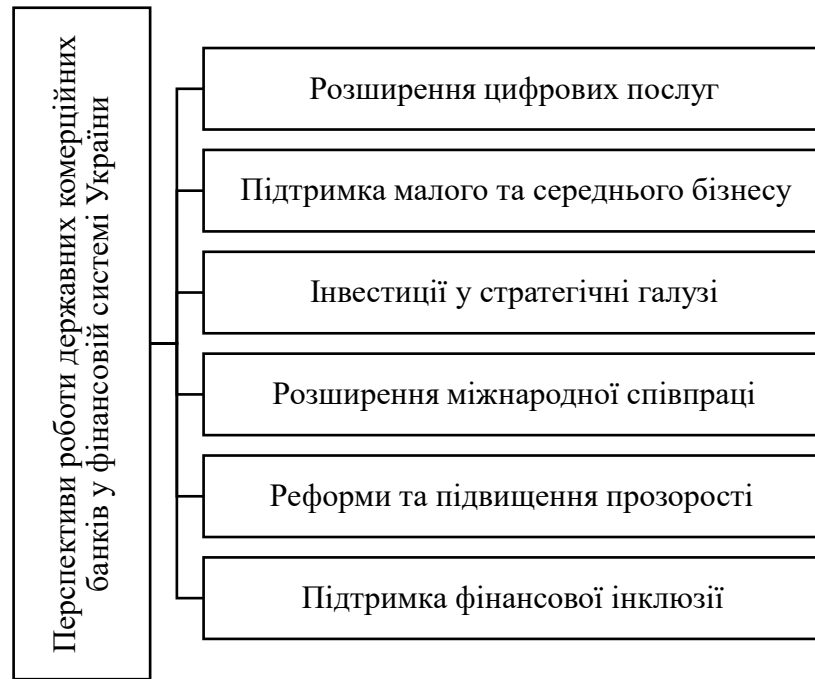 Перспективи роботи державних комерційних
банків у фінансовій системі України
Розширення цифрових послуг
Підтримка малого та середнього бізнесу
Інвестиції у стратегічні галузі
Розширення міжнародної співпраці
Реформи та підвищення прозорості
Підтримка фінансової інклюзії